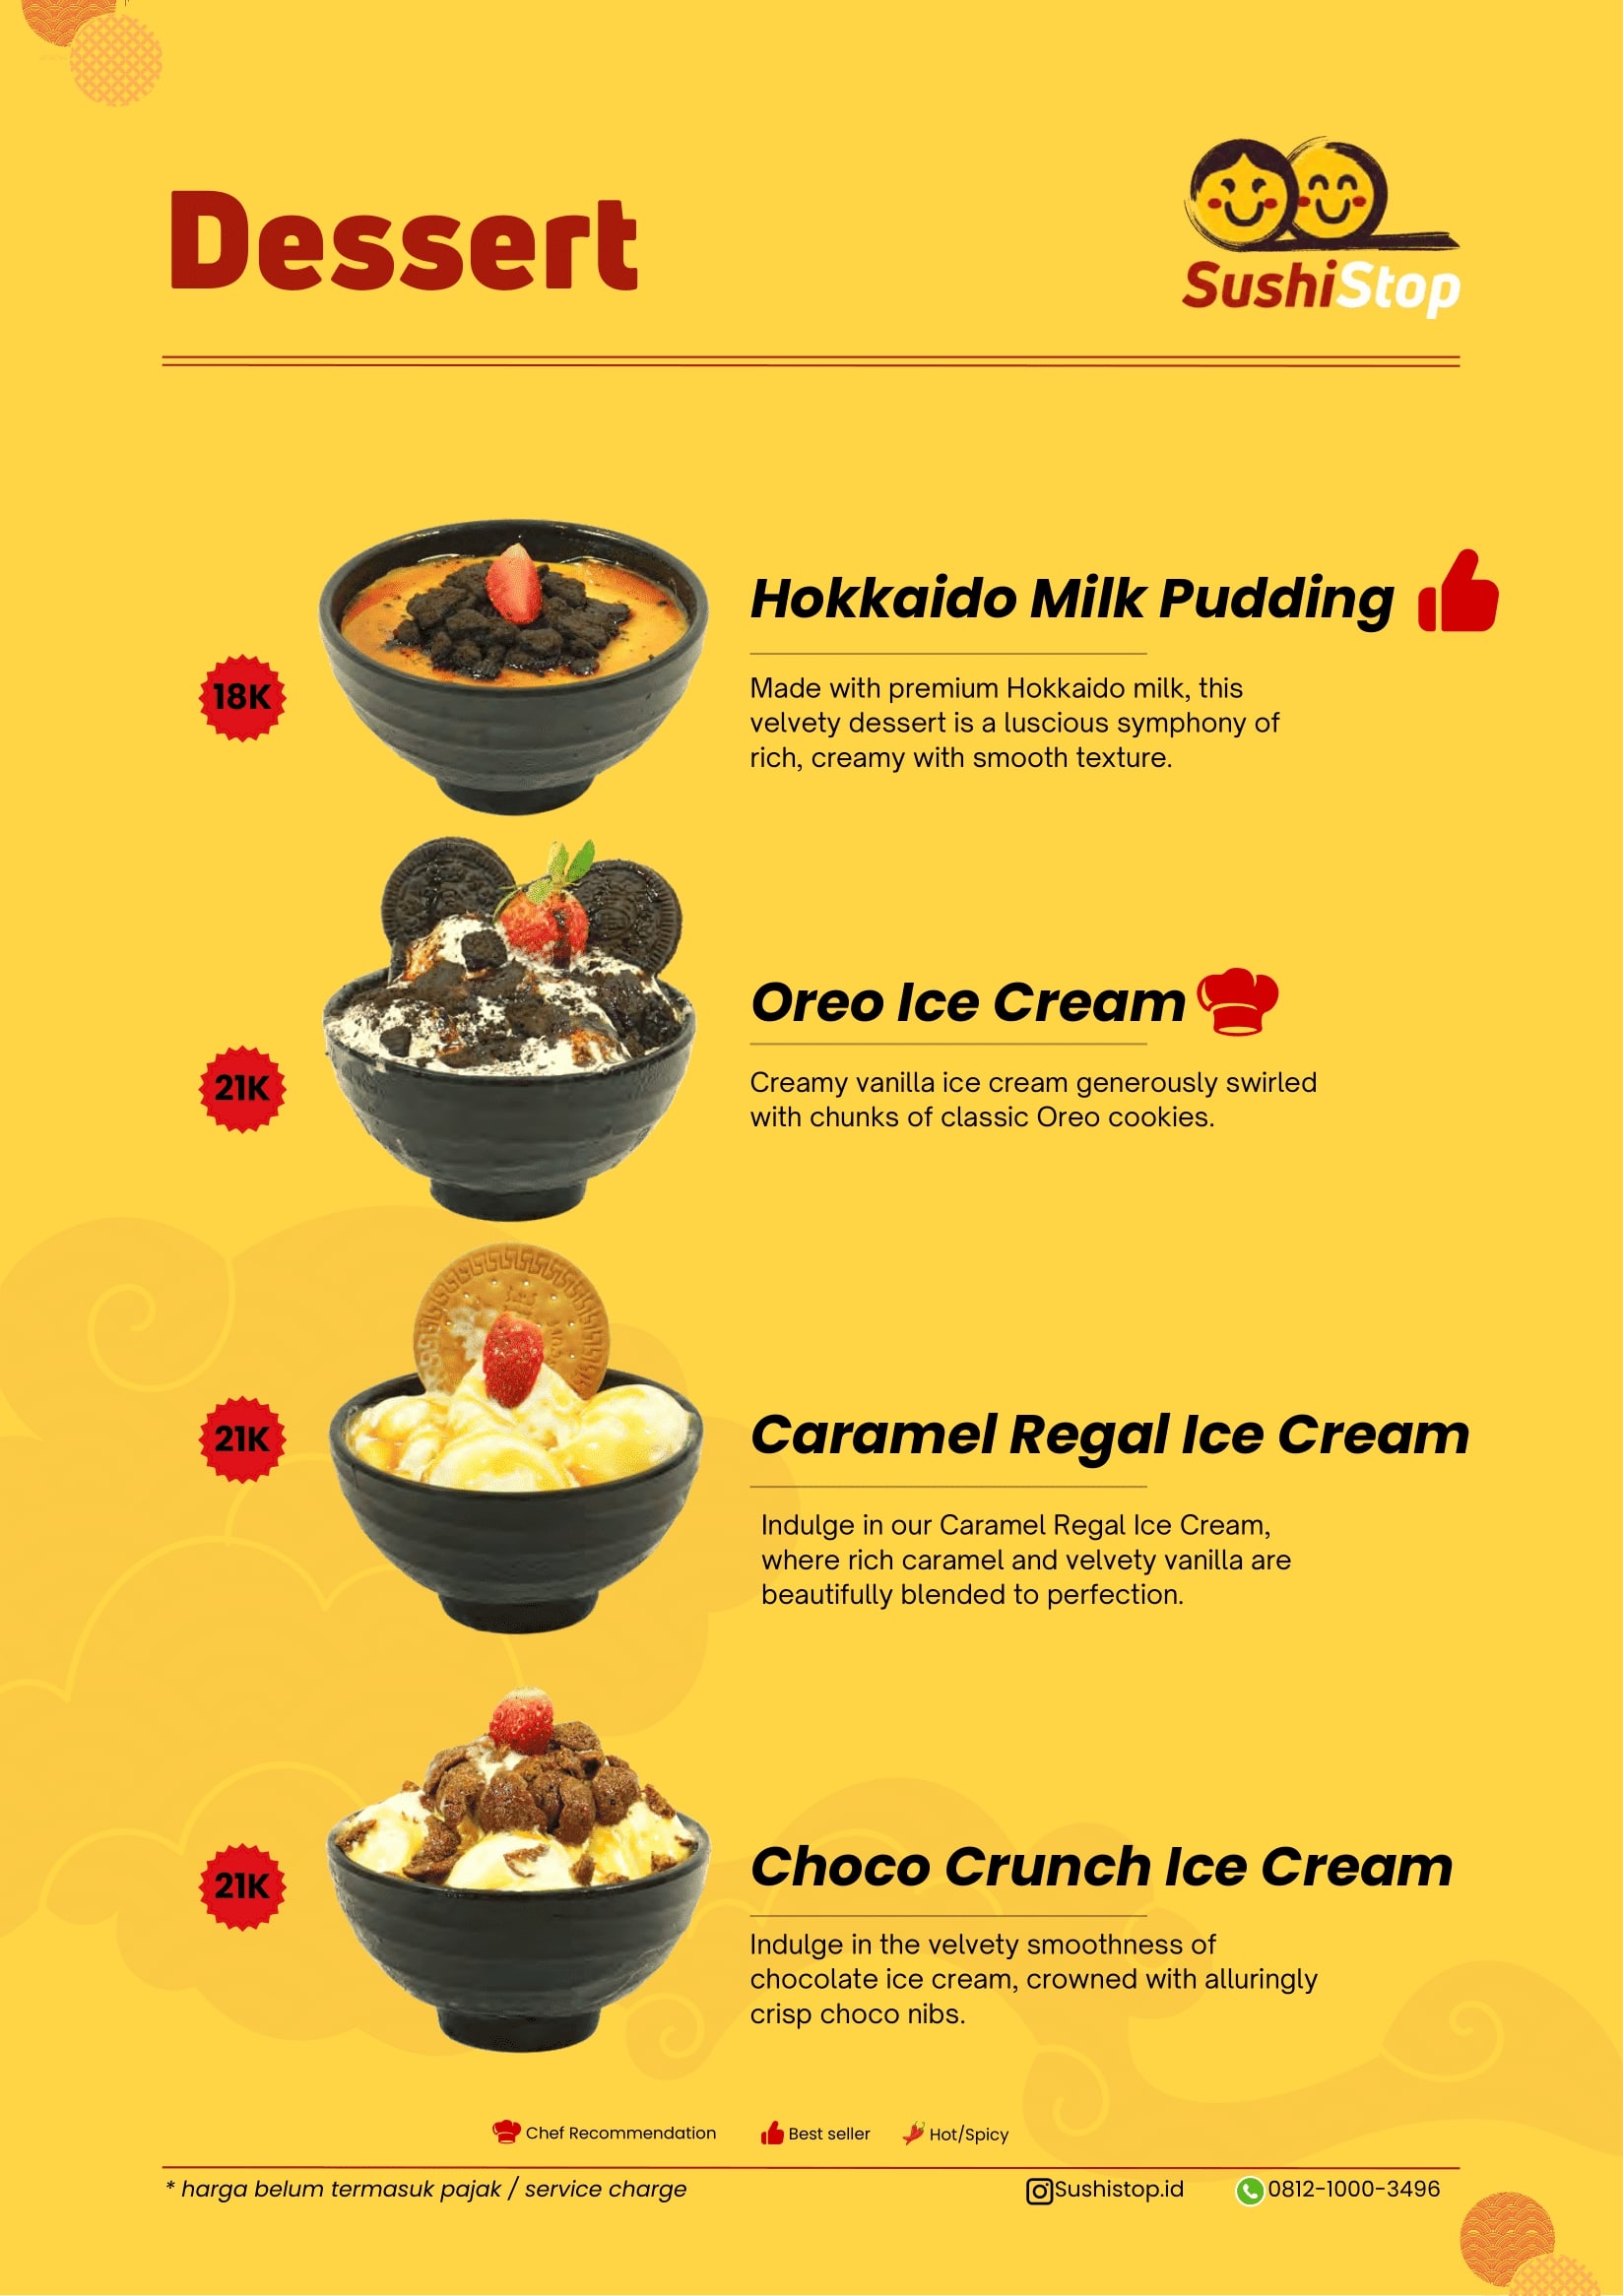 Dessert
SushiStop
18K
Hokkaido Milk Pudding
Made with premium Hokkaido milk, this
velvety dessert is a luscious symphony of
rich, creamy with smooth texture.
21K
Oreo Ice Cream
Creamy vanilla ice cream generously swirled
with chunks of classic Oreo cookies.
21K
Caramel Regal Ice Cream
Indulge in our Caramel Regal Ice Cream,
where rich caramel and velvety vanilla are
beautifully blended to perfection.
21K
Choco Crunch Ice Cream
Indulge in the velvety smoothness of
chocolate ice cream, crowned with alluringly
crisp choco nibs.
Chef Recommendation Best seller Hot/Spicy
* harga belum termasuk pajak / service charge Sushistop.id 0812-1000-3496